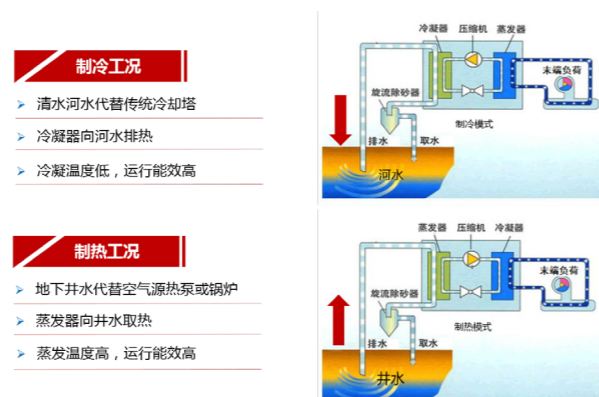 制冷工况
清水河水代替传统冷却塔
冷凝器向河水排热
冷凝温度低，运行能效高
冷凝器 压缩机 蒸发器
末端负荷
旋流除砂器
制冷模式
排水 取水
河水
制热工况
地下井水代替空气源热泵或锅炉
蒸发器向井水取热
蒸发温度高，运行能效高
蒸发器 压缩机 冷凝器
末端负荷
旋流除砂器
制热模式
排水 取水
井水